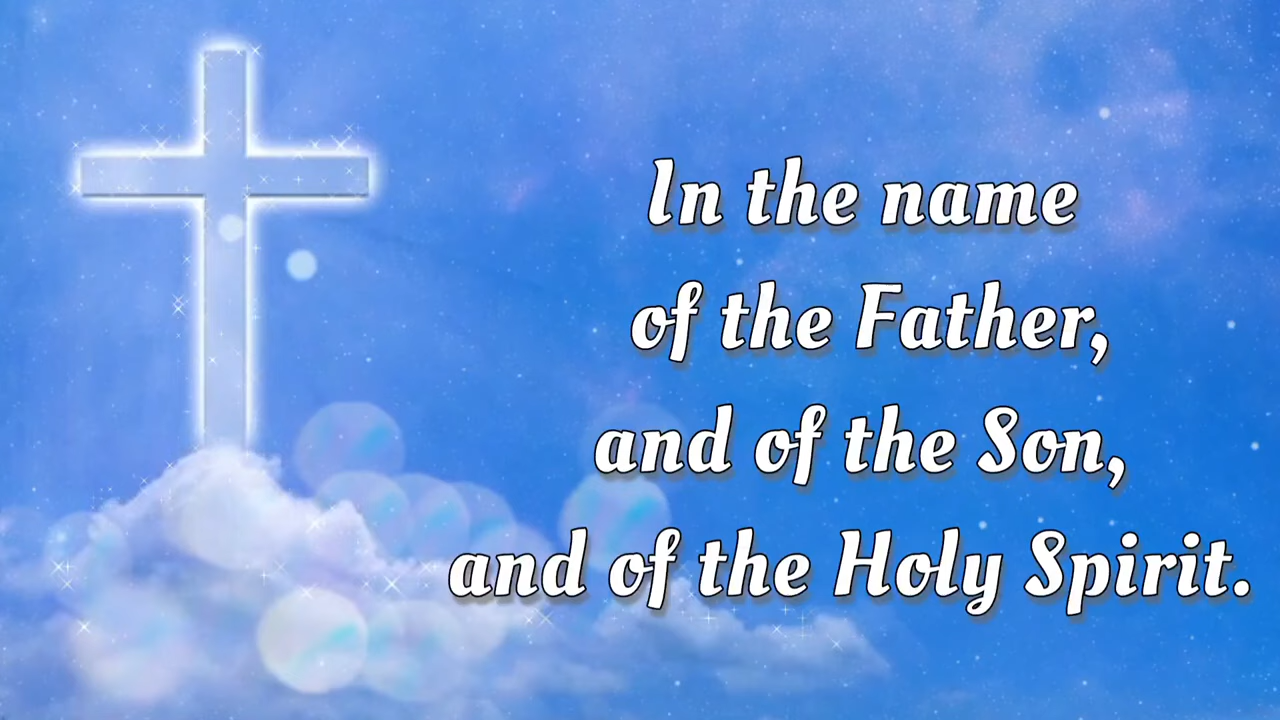 In the name
of the Father,
and of the Son,
and of the Holy Spirit.